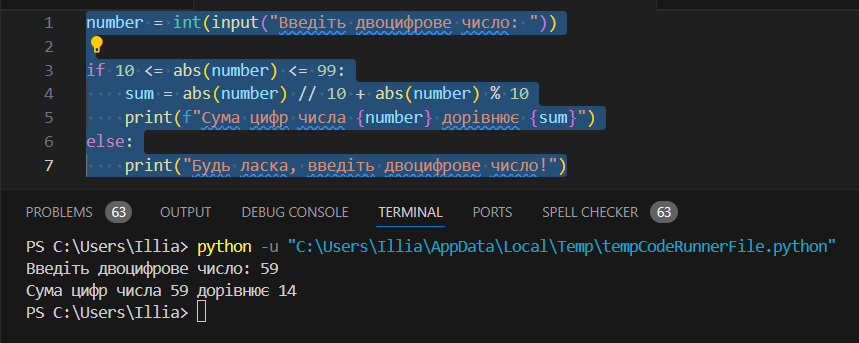 1 number = int(input("Введіть двоцифрове число: "))
2
3 if 10 <= abs(number) <= 99:
4     sum = abs(number) // 10 + abs(number) % 10
5     print(f"Сума цифр числа {number} дорівнює {sum}")
6 else:
7     print("Будь ласка, введіть двоцифрове число!")
PROBLEMS 63 OUTPUT DEBUG CONSOLE TERMINAL PORTS SPELL CHECKER 63
PS C:\Users\Illia> python -u "C:\Users\Illia\AppData\Local\Temp\tempCodeRunnerFile.python"
Введіть двоцифрове число: 59
Сума цифр числа 59 дорівнює 14
PS C:\Users\Illia>